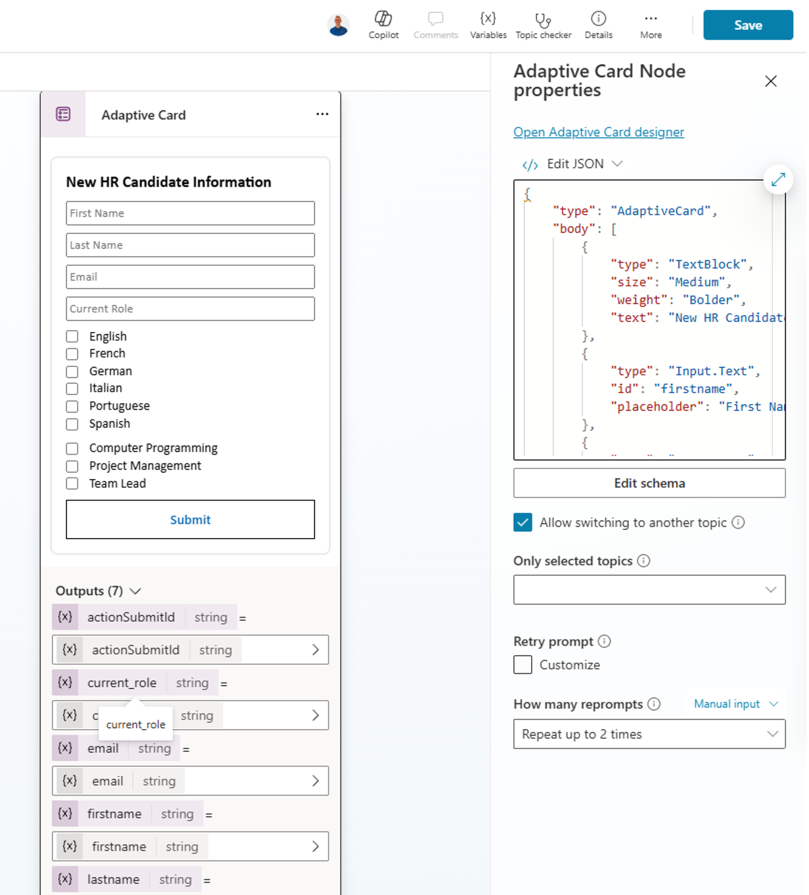 Copilot
Comments
{x}
Variables
Topic checker
Details
More
Save
Adaptive Card
New HR Candidate Information
First Name
Last Name
Email
Current Role
English
French
German
Italian
Portuguese
Spanish
Computer Programming
Project Management
Team Lead
Submit
Outputs (7)
{x} actionSubmitId string =
{x} actionSubmitId string
{x} current_role string =
{x} c string
current_role
{x} email string =
{x} email string
{x} firstname string =
{x} firstname string
{x} lastname string =
Adaptive Card Node
properties
Open Adaptive Card designer
</> Edit JSON
{
"type": "AdaptiveCard",
"body": [
{
"type": "TextBlock",
"size": "Medium",
"weight": "Bolder",
"text": "New HR Candidat
},
{
"type": "Input.Text",
"id": "firstname",
"placeholder": "First Na
},
{
Edit schema
Allow switching to another topic
Only selected topics
Retry prompt
Customize
How many reprompts
Manual input
Repeat up to 2 times